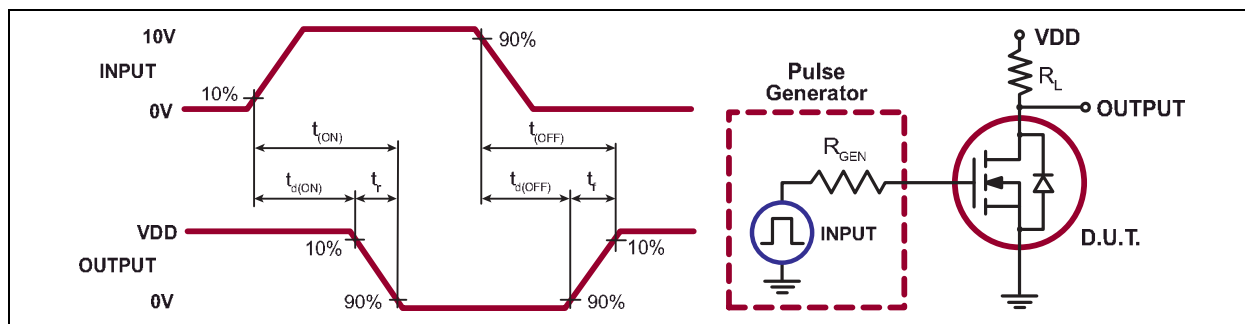 10V
INPUT
10%
0V
90%
t(ON)
t(OFF)
td(ON)
tr
td(OFF)
tf
VDD
OUTPUT
0V
10%
90%
90%
10%
Pulse
Generator
RGEN
INPUT
VDD
RL
OUTPUT
D.U.T.